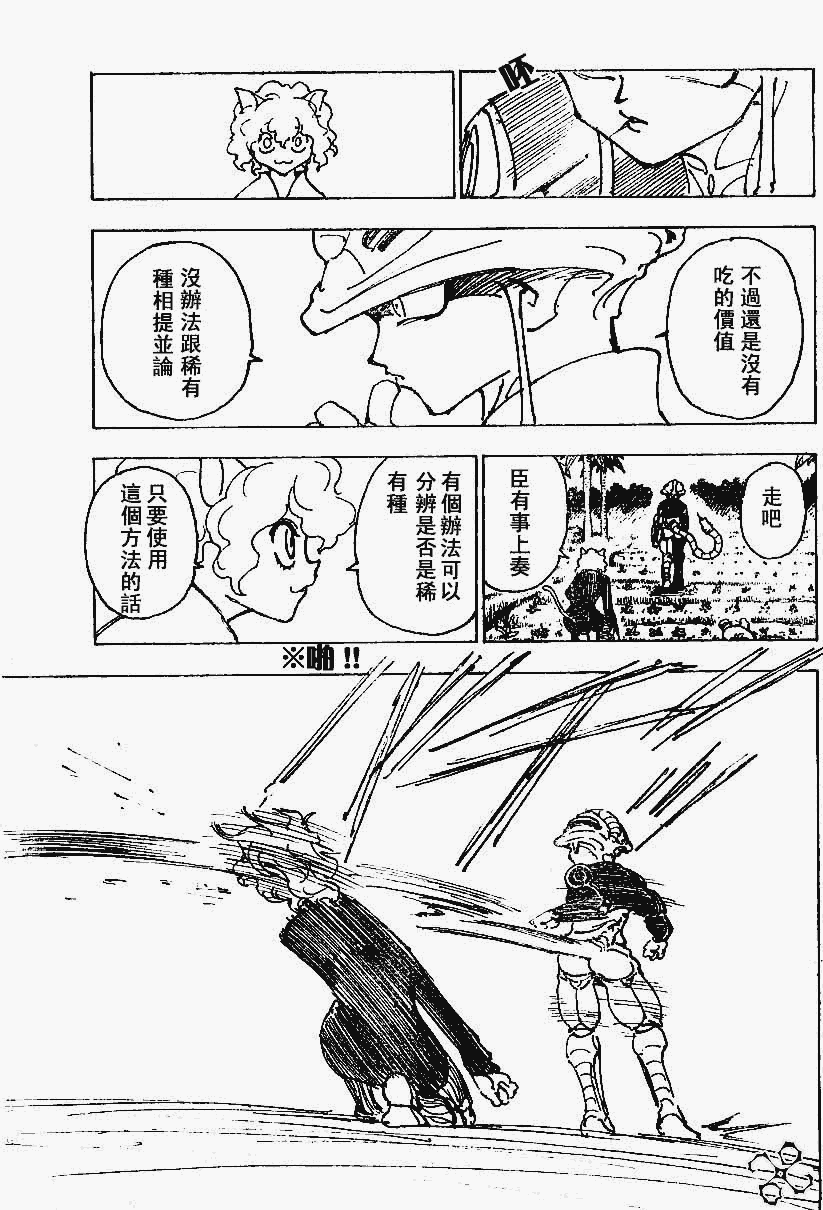 呸
不過還是沒有
吃的價值
沒辦法跟稀有
種相提並論
走吧
臣有事上奏
有個辦法可以
分辨是否是稀
有種
只要使用
這個方法的話
※啪!!